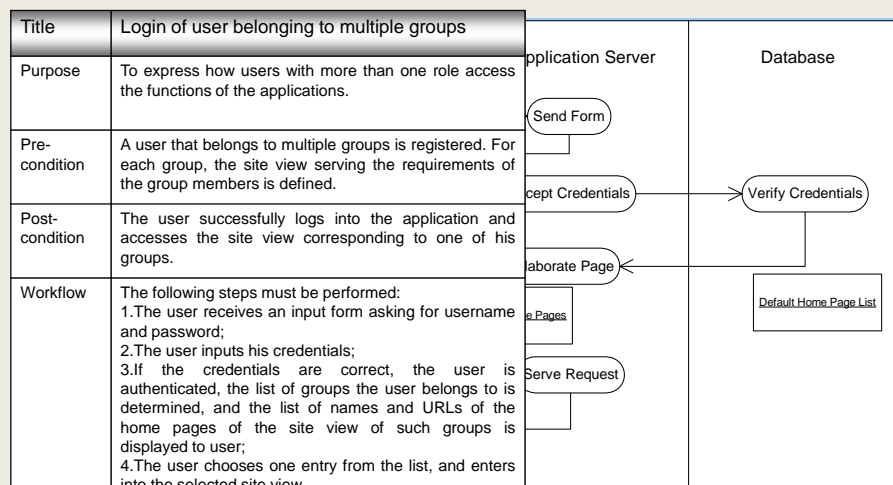 Title
Login of user belonging to multiple groups
Purpose
To express how users with more than one role access
the functions of the applications.
Pre-
condition
A user that belongs to multiple groups is registered. For
each group, the site view serving the requirements of
the group members is defined.
Post-
condition
The user successfully logs into the application and
accesses the site view corresponding to one of his
groups.
Workflow
The following steps must be performed:
1.The user receives an input form asking for username
and password;
2.The user inputs his credentials;
3.If the credentials are correct, the user is
authenticated, the list of groups the user belongs to is
determined, and the list of names and URLs of the
home pages of the site view of such groups is
displayed to user;
4.The user chooses one entry from the list, and enters
into the selected site view
pplication Server
Database
Send Form
cept Credentials
Verify Credentials
laborate Page
e Pages
Default Home Page List
Serve Request